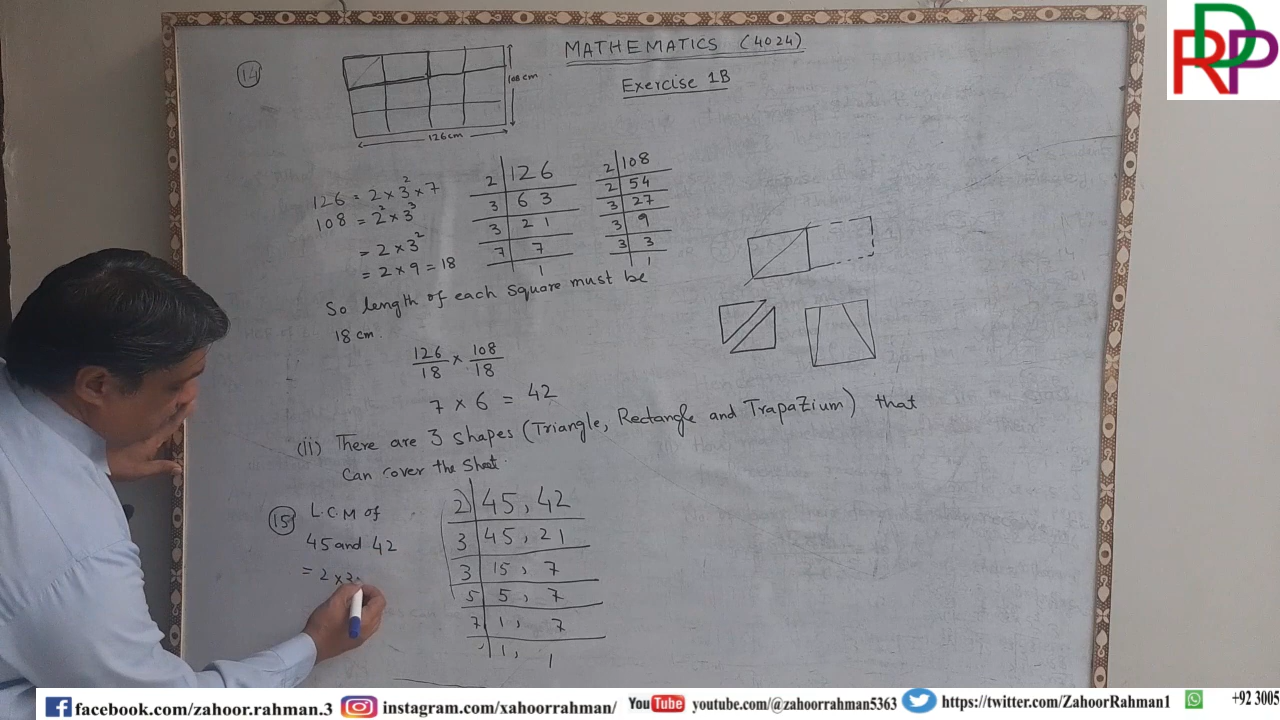 MATHEMATICS (4024)
Exercise 1B
RDP
14
108 cm
126 cm
126 = 2 × 3² × 7
108 = 2² × 3³
= 2 × 3²
= 2 × 9 = 18
2 | 126
3 | 63
3 | 21
7 | 7
1
2 | 108
2 | 54
3 | 27
3 | 9
3 | 3
1
So length of each square must be
18 cm.
126/18 × 108/18
7 × 6 = 42
(ii) There are 3 shapes (Triangle, Rectangle and TrapaZium) that
Can cover the Sheet.
15 L.C.M of
45 and 42
= 2 × 3
2 | 45, 42
3 | 45, 21
3 | 15, 7
5 | 5, 7
7 | 1, 7
1, 1
facebook.com/zahoor.rahman.3 instagram.com/xahoorrahman/ YouTube youtube.com/@zahoorrahman5363 https://twitter.com/ZahoorRahman1 +92 3005